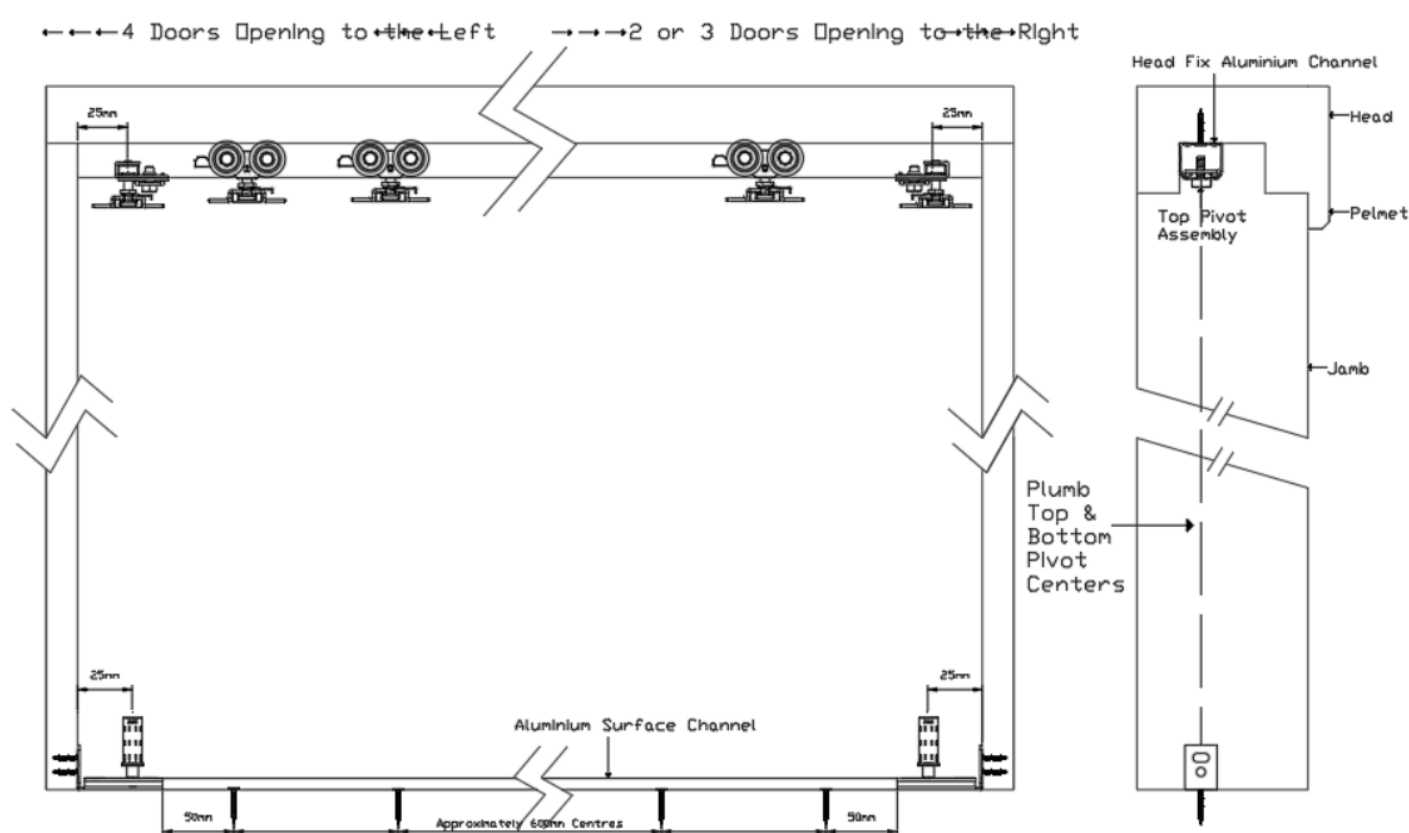 4 Doors Opening to the Left
2 or 3 Doors Opening to the Right
Head Fix Aluminium Channel
25mm
25mm
Head
Top Pivot
Assembly
Pelmet
Jamb
Plumb
Top &
Bottom
Pivot
Centers
25mm
25mm
Aluminium Surface Channel
50mm
Approximately 600mm Centres
50mm